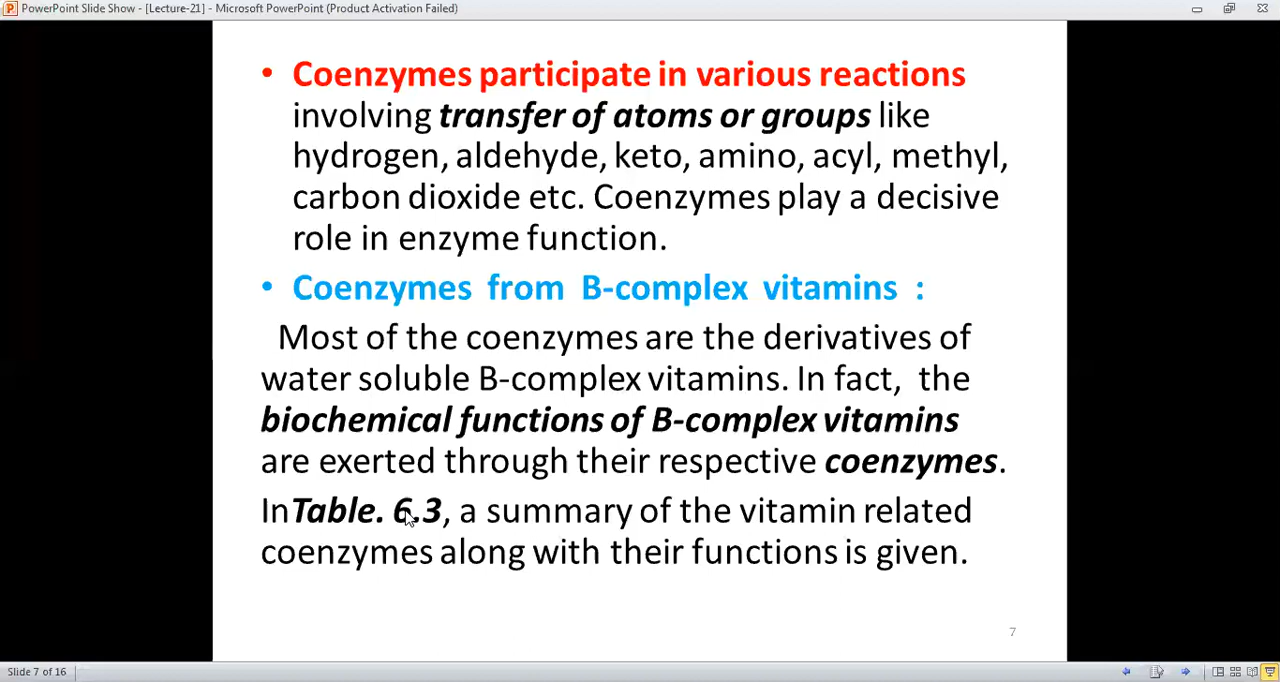 PowerPoint Slide Show - [Lecture-21] - Microsoft PowerPoint (Product Activation Failed)
• Coenzymes participate in various reactions
involving transfer of atoms or groups like
hydrogen, aldehyde, keto, amino, acyl, methyl,
carbon dioxide etc. Coenzymes play a decisive
role in enzyme function.
• Coenzymes from B-complex vitamins :
Most of the coenzymes are the derivatives of
water soluble B-complex vitamins. In fact, the
biochemical functions of B-complex vitamins
are exerted through their respective coenzymes.
InTable. 6.3, a summary of the vitamin related
coenzymes along with their functions is given.
7
Slide 7 of 16